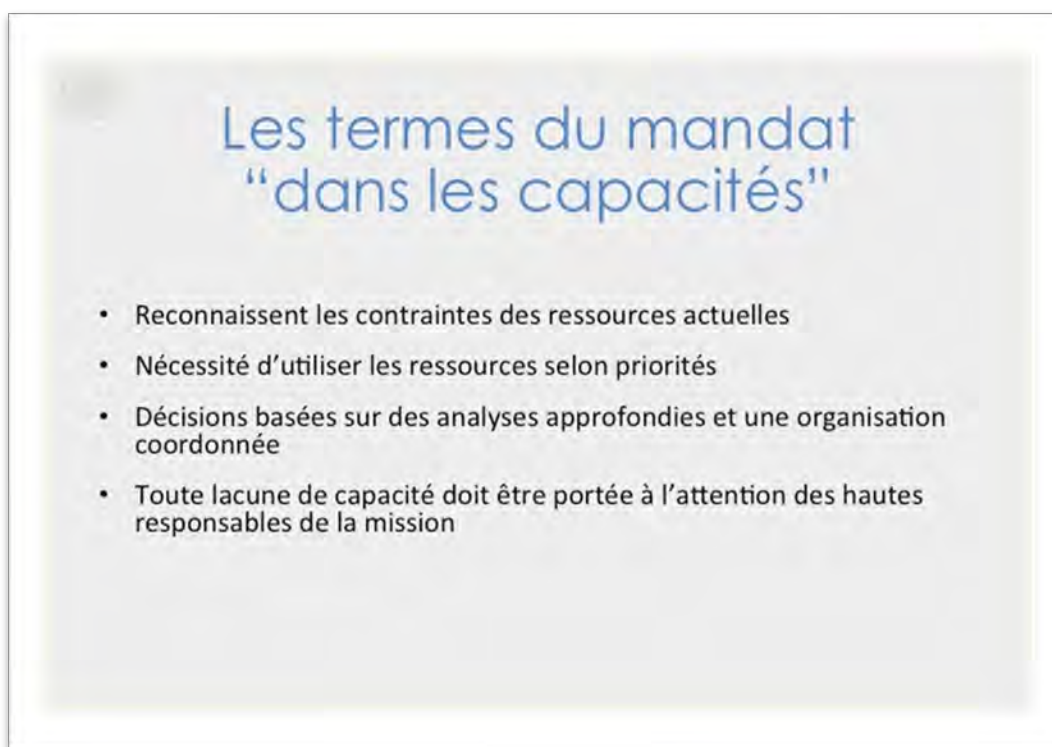 Les termes du mandat
“dans les capacités”
• Reconnaissent les contraintes des ressources actuelles
• Nécessité d’utiliser les ressources selon priorités
• Décisions basées sur des analyses approfondies et une organisation
coordonnée
• Toute lacune de capacité doit être portée à l’attention des hautes
responsables de la mission